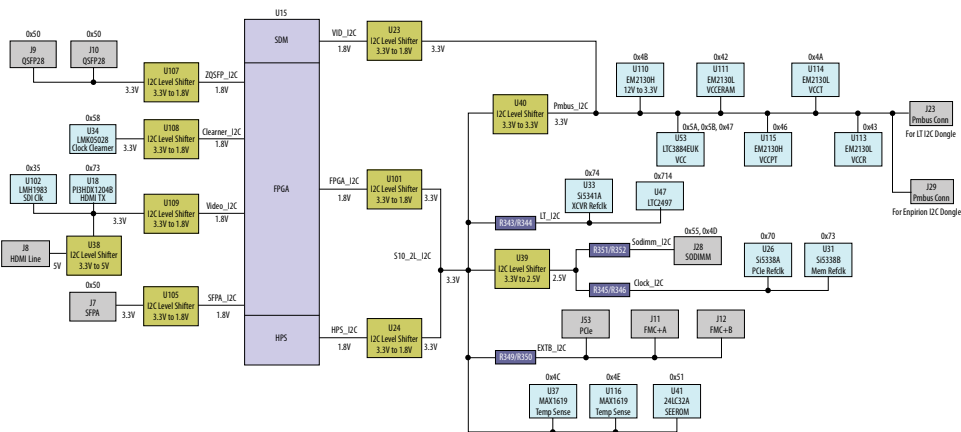 U15
SDM
FPGA
HPS
0x50
J9
QSFP28
0x50
J10
QSFP28
3.3V
U107
I2C Level Shifter
3.3V to 1.8V
ZQSFP_I2C
1.8V
0x58
U34
LMK05028
Clock Clearner
3.3V
U108
I2C Level Shifter
3.3V to 1.8V
Clearner_I2C
1.8V
0x35
U102
LMH1983
SDI Clk
0x73
U18
PI3HDX1204B
HDMI TX
3.3V
U109
I2C Level Shifter
3.3V to 1.8V
Video_I2C
1.8V
J8
HDMI Line
5V
U38
I2C Level Shifter
3.3V to 5V
0x50
J7
SFPA
3.3V
U105
I2C Level Shifter
3.3V to 1.8V
SFPA_I2C
1.8V
VID_I2C
1.8V
U23
I2C Level Shifter
3.3V to 1.8V
3.3V
FPGA_I2C
1.8V
U101
I2C Level Shifter
3.3V to 1.8V
3.3V
HPS_I2C
1.8V
U24
I2C Level Shifter
3.3V to 1.8V
3.3V
S10_2L_I2C
3.3V
U40
I2C Level Shifter
3.3V to 3.3V
Pmbus_I2C
3.3V
0x4B
U110
EM2130H
12V to 3.3V
0x42
U111
EM2130L
VCCERAM
0x4A
U114
EM2130L
VCCT
0x5A, 0x5B, 0x47
U53
LTC3884EUK
VCC
0x46
U115
EM2130H
VCCPT
0x43
U113
EM2130L
VCCR
J23
Pmbus Conn
For LT I2C Dongle
J29
Pmbus Conn
For Enpirion I2C Dongle
R343/R344
LT_I2C
0x74
U33
Si5341A
XCVR Refclk
0x714
U47
LTC2497
U39
I2C Level Shifter
3.3V to 2.5V
2.5V
R351/R352
Sodimm_I2C
0x55, 0x4D
J28
SODIMM
R345/R346
Clock_I2C
0x70
U26
Si5338A
PCIe Refclk
0x73
U31
Si5338B
Mem Refclk
R349/R350
EXTB_I2C
J53
PCIe
J11
FMC+A
J12
FMC+B
0x4C
U37
MAX1619
Temp Sense
0x4E
U116
MAX1619
Temp Sense
0x51
U41
24LC32A
SEEROM